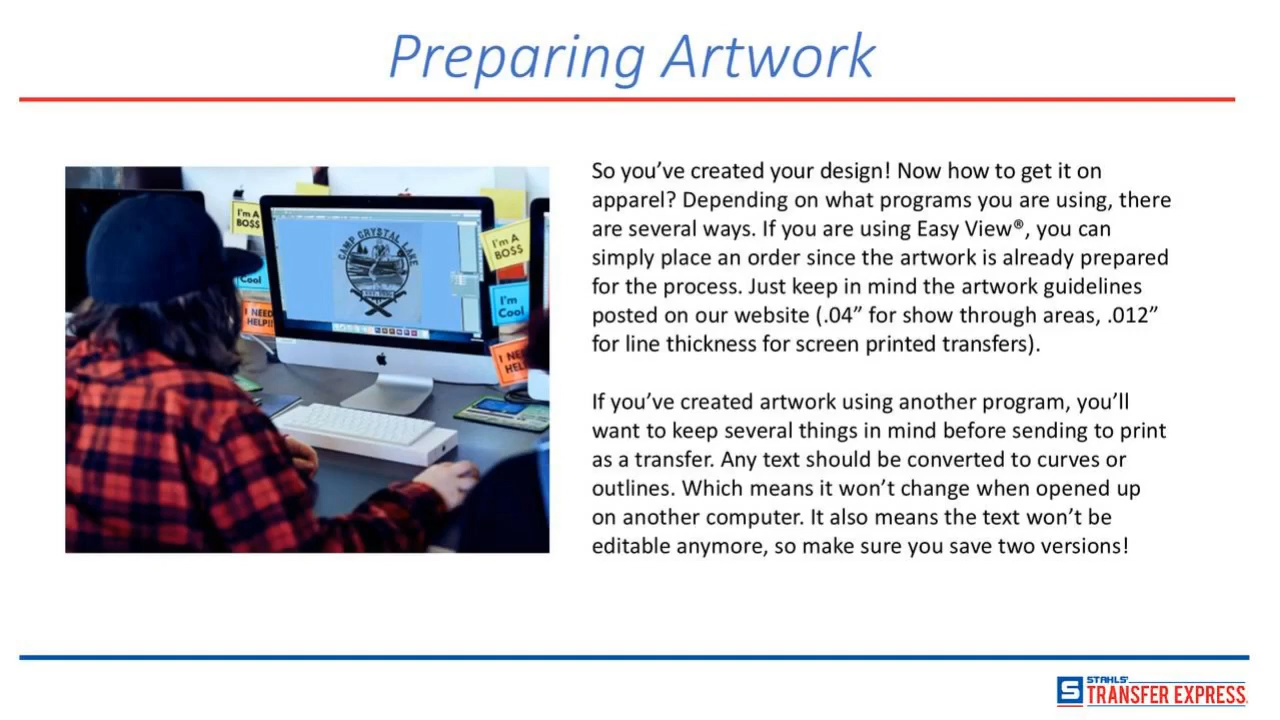 Preparing Artwork
So you’ve created your design! Now how to get it on
apparel? Depending on what programs you are using, there
are several ways. If you are using Easy View®, you can
simply place an order since the artwork is already prepared
for the process. Just keep in mind the artwork guidelines
posted on our website (.04” for show through areas, .012”
for line thickness for screen printed transfers).
If you’ve created artwork using another program, you’ll
want to keep several things in mind before sending to print
as a transfer. Any text should be converted to curves or
outlines. Which means it won’t change when opened up
on another computer. It also means the text won’t be
editable anymore, so make sure you save two versions!
I'm A
BO$$
Cool
I NEED
HELP!!
CAMP CRYSTAL LAKE
I'm A
BO$$
I'm
Cool
STAHLS'
TRANSFER EXPRESS